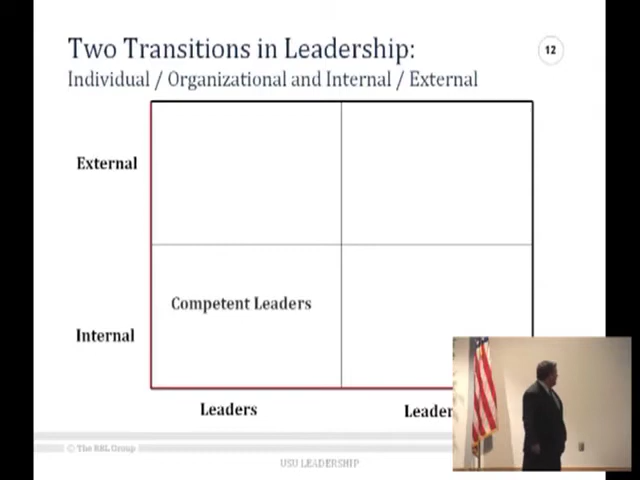 Two Transitions in Leadership:
12
Individual / Organizational and Internal / External
External
Competent Leaders
Internal
Leaders
Leader
© The RBL Group
USU LEADERSHIP